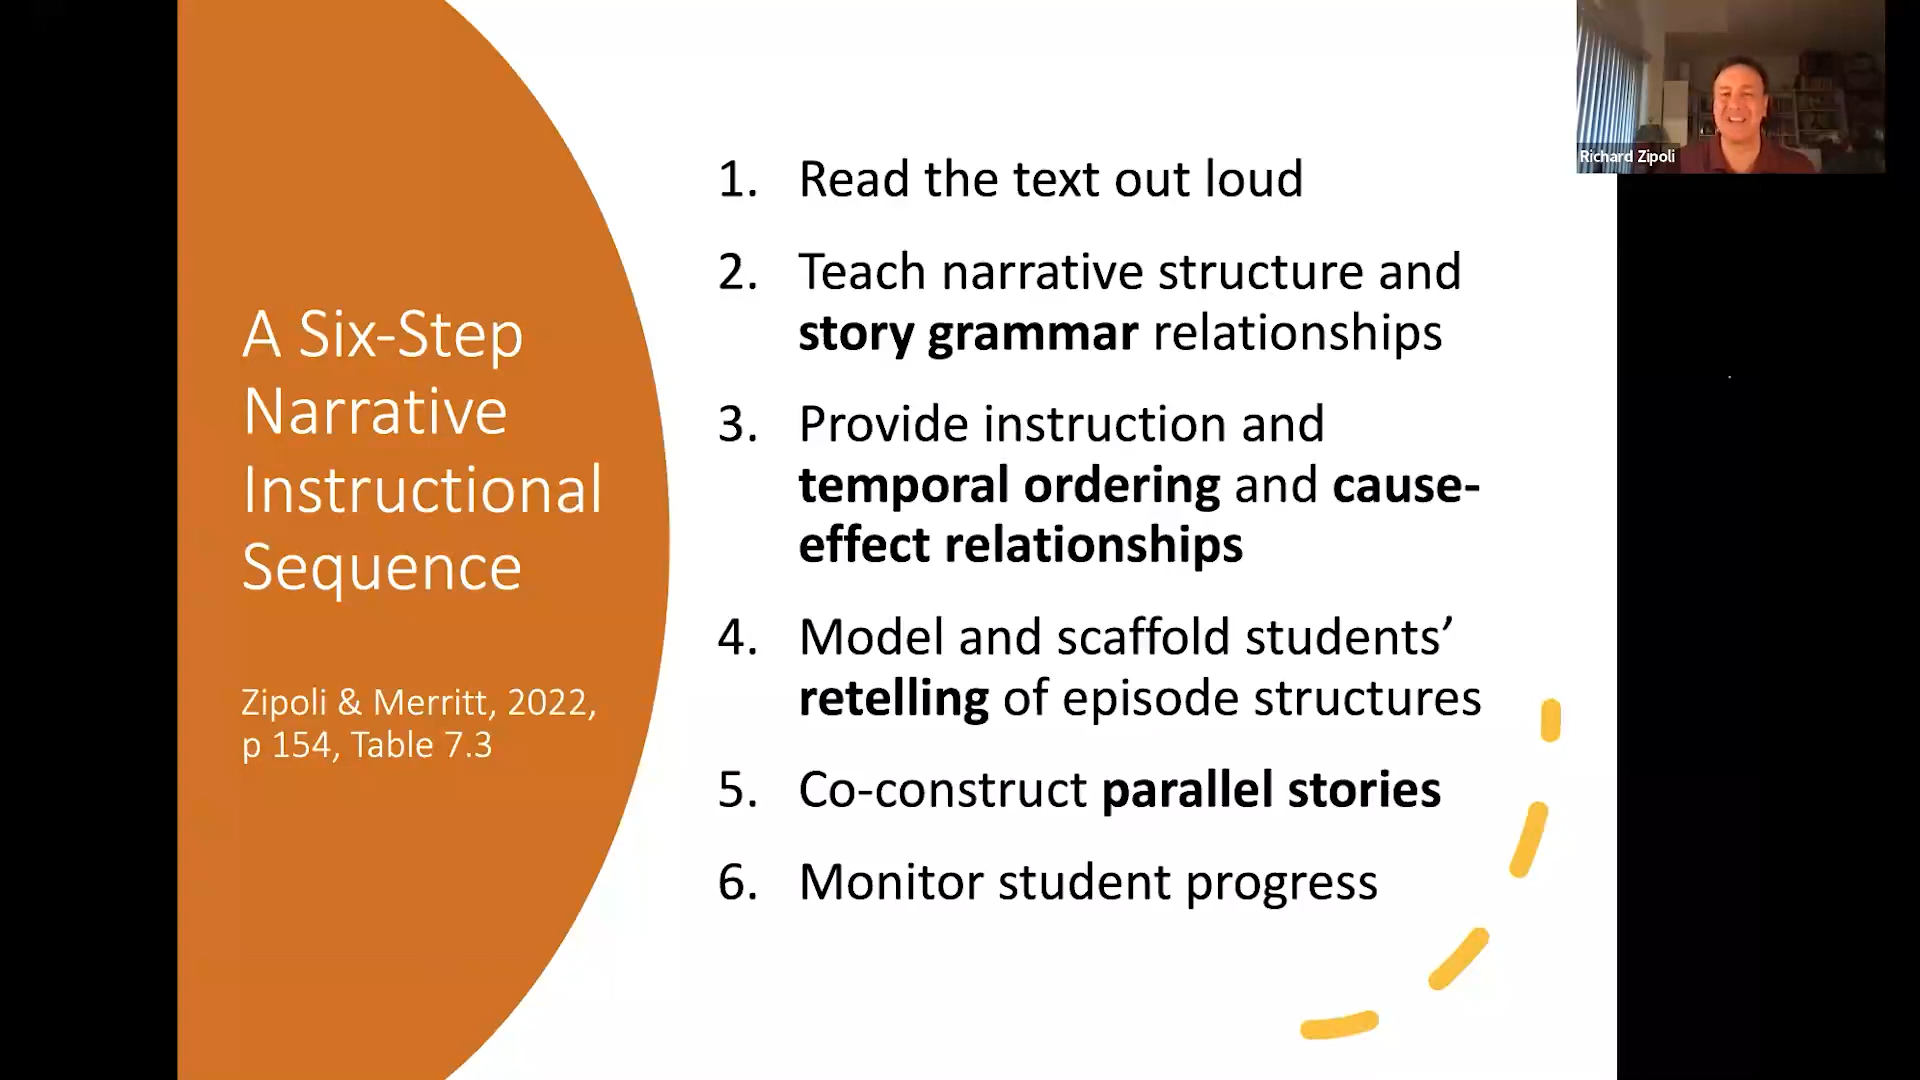 A Six-Step
Narrative
Instructional
Sequence
Zipoli & Merritt, 2022,
p 154, Table 7.3
1. Read the text out loud
2. Teach narrative structure and
story grammar relationships
3. Provide instruction and
temporal ordering and cause-
effect relationships
4. Model and scaffold students’
retelling of episode structures
5. Co-construct parallel stories
6. Monitor student progress
Richard Zipoli